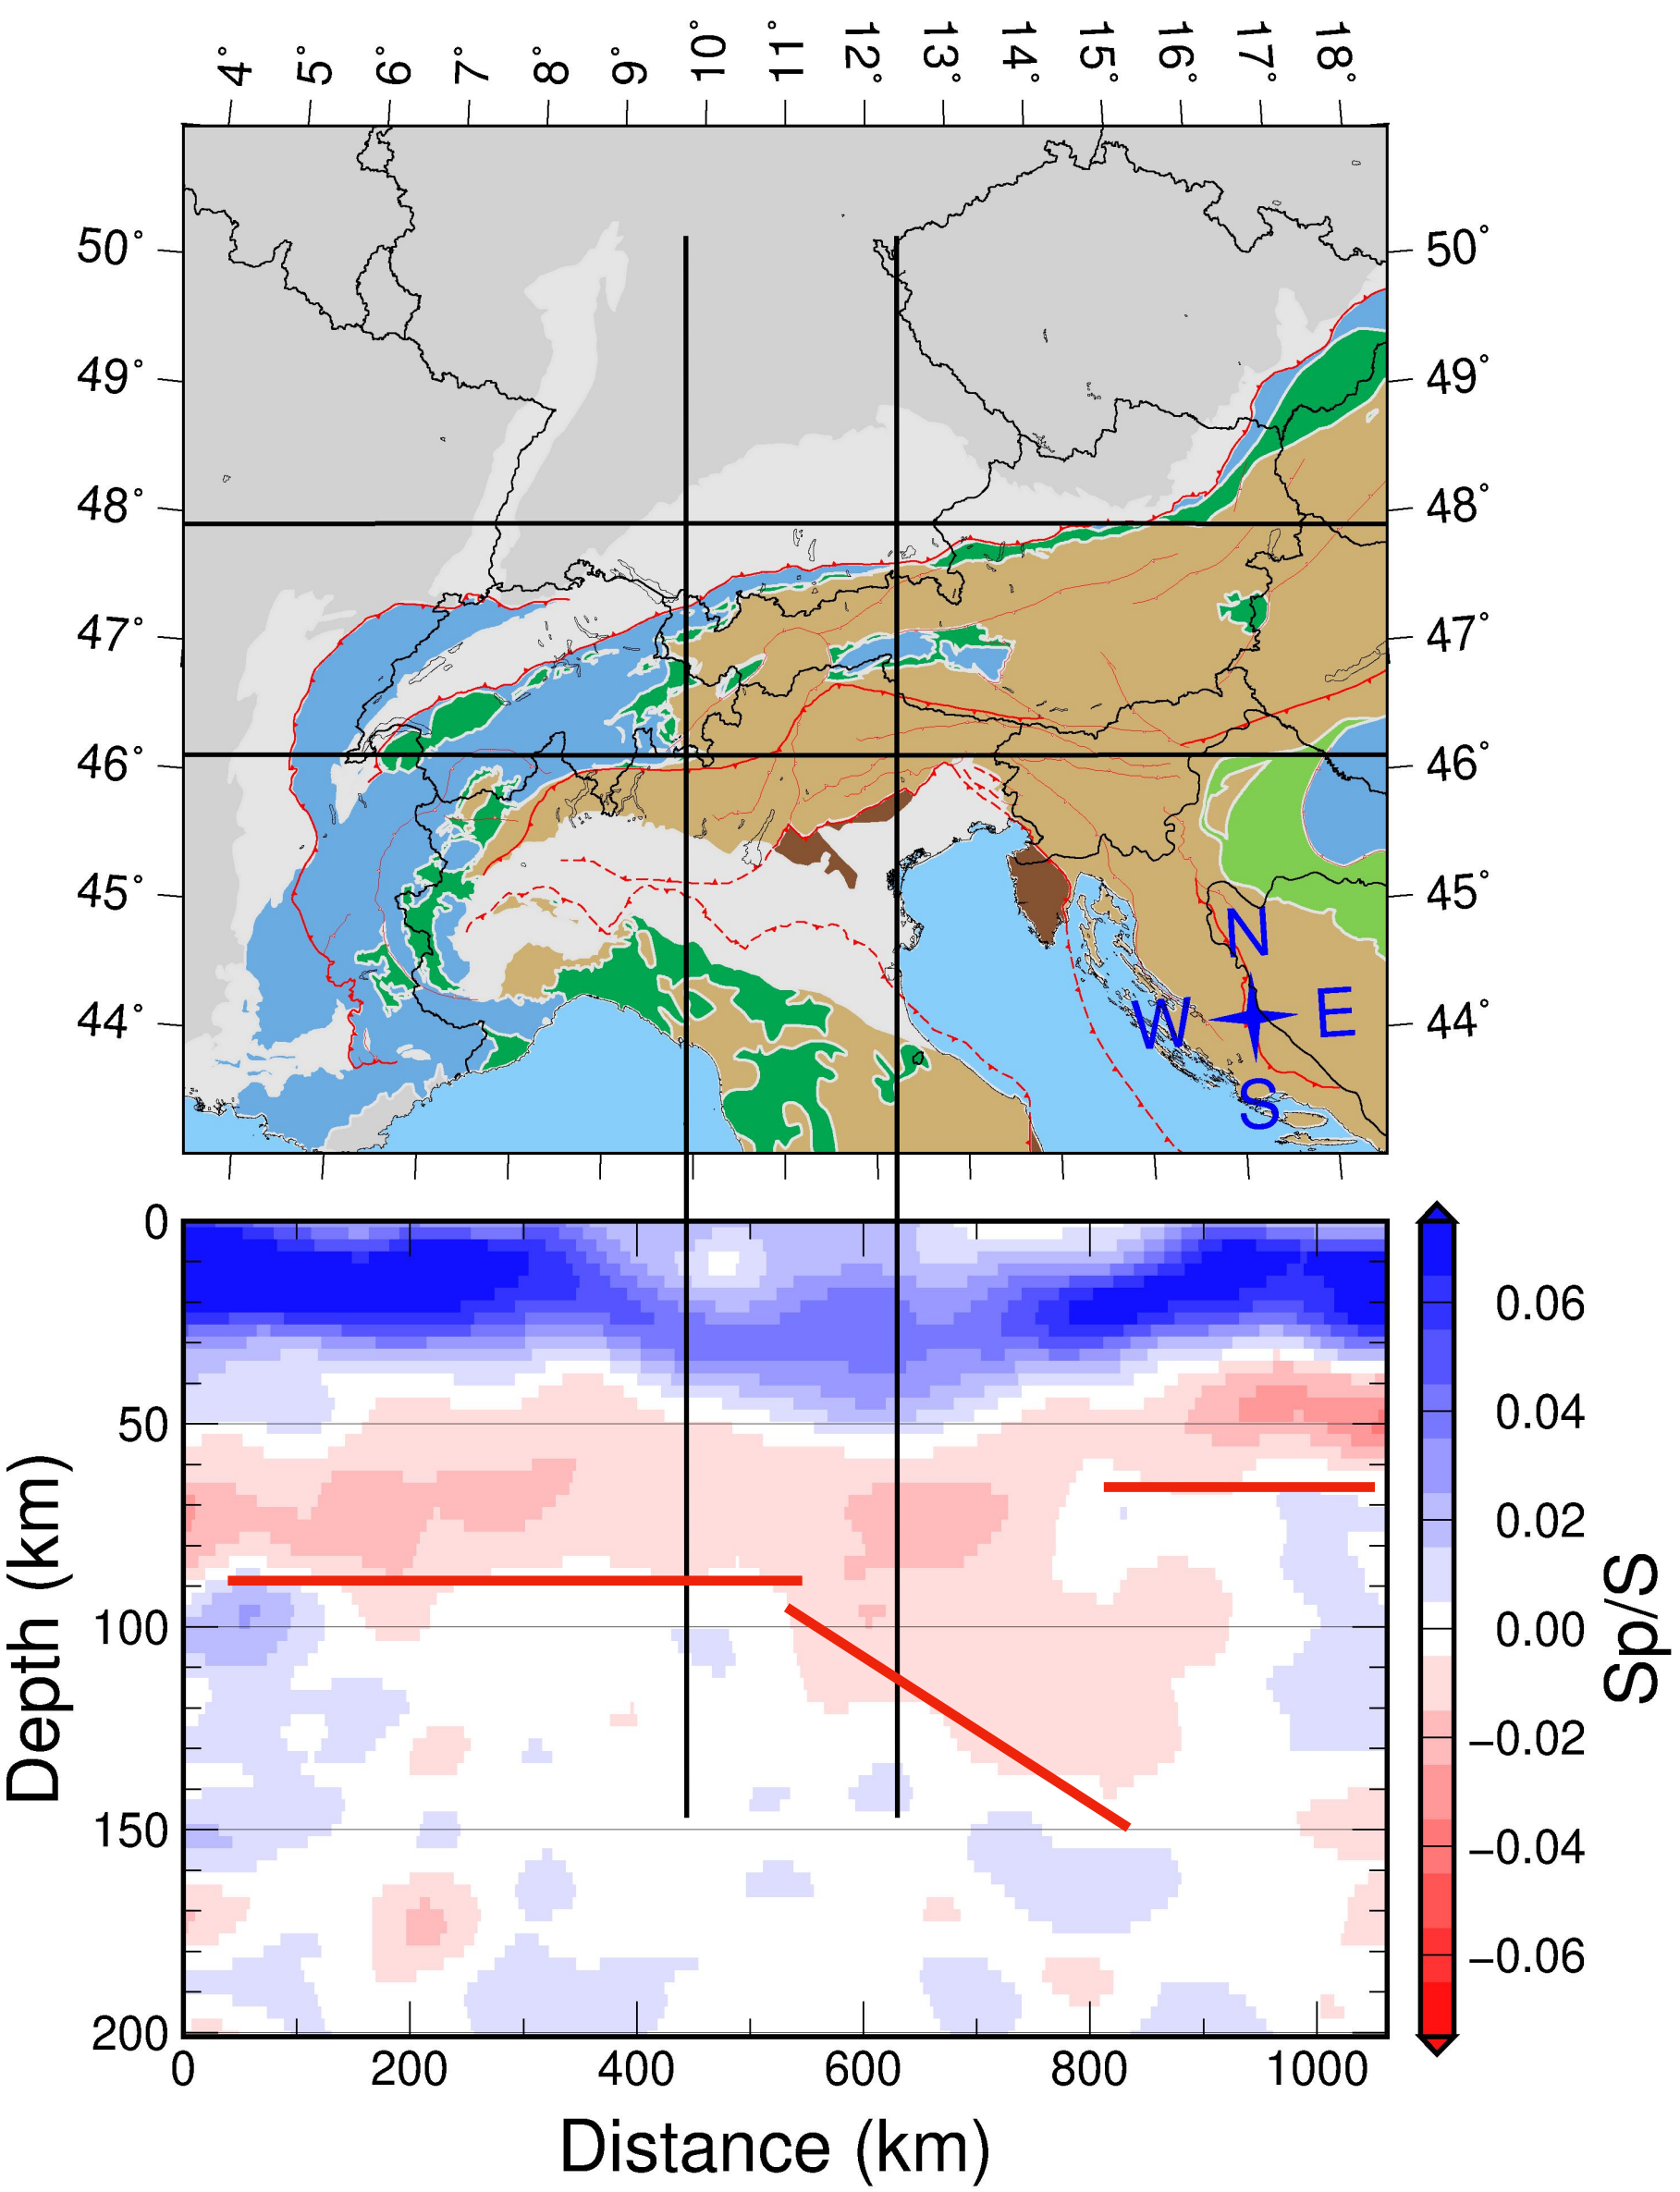 4° 5° 6° 7° 8° 9° 10° 11° 12° 13° 14° 15° 16° 17° 18°
50° 50°
49° 49°
48° 48°
47° 47°
46° 46°
45° 45°
N
44° W E 44°
S
0
50
100
150
200
Depth (km)
0 200 400 600 800 1000
Distance (km)
0.06
0.04
0.02
0.00
−0.02
−0.04
−0.06
Sp/S